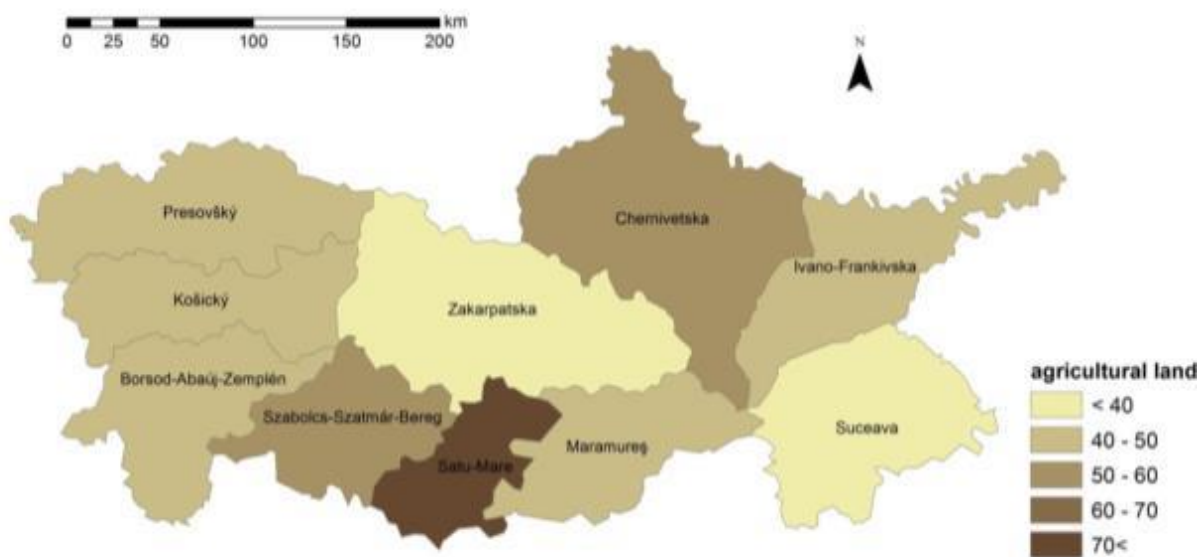 km
0 25 50 100 150 200
N
Presovšký
Chernivetska
Ivano-Frankivska
Košický
Zakarpatska
Borsod-Abaúj-Zemplén
Szabolcs-Szatmár-Bereg
Satu-Mare
Maramureş
Suceava
agricultural land
< 40
40 - 50
50 - 60
60 - 70
70<